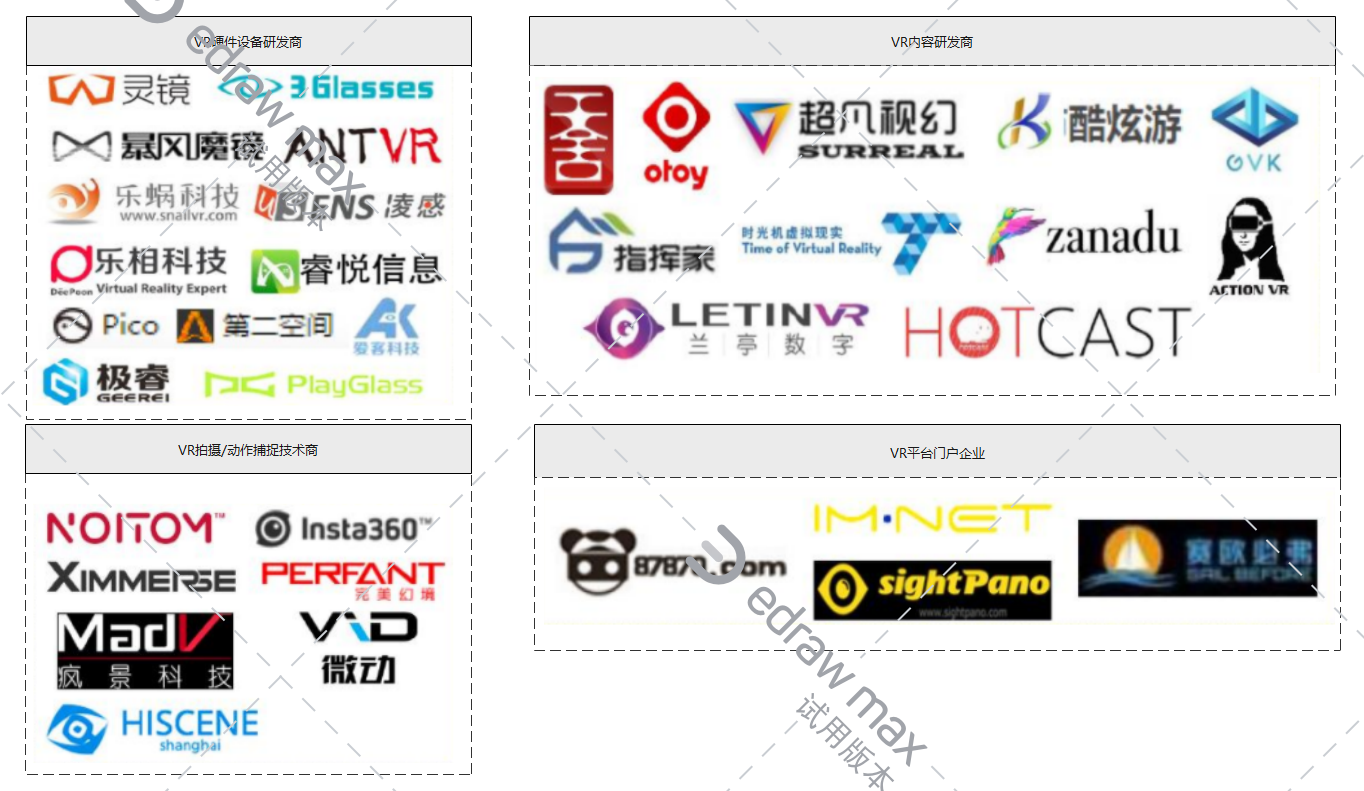 VR硬件设备研发商
灵镜
3Glasses
暴风魔镜
ANTVR
乐蜗科技
www.snailvr.com
uSENS 凌感
乐相科技
DeePoon Virtual Reality Expert
睿悦信息
Pico
第二空间
AK
爱客科技
极睿
GEEREI
PlayGlass
VR内容研发商
otoy
超凡视幻
SURREAL
酷炫游
GVK
指挥家
时光机虚拟现实
Time of Virtual Reality
zanadu
ACTION VR
LETINVR
兰亭数字
HOTCAST
VR拍摄/动作捕捉技术商
NOITOM™
Insta360™
XIMMERSE
PERFANT
完美幻境
MadV
疯景科技
VID
微动
HISCENE
shanghai
VR平台门户企业
87870.com
IM·NET
sightPano
www.sightpano.com
赛欧必弗
SAIL BEFORE
edraw max
试用版本
edraw max
试用版本